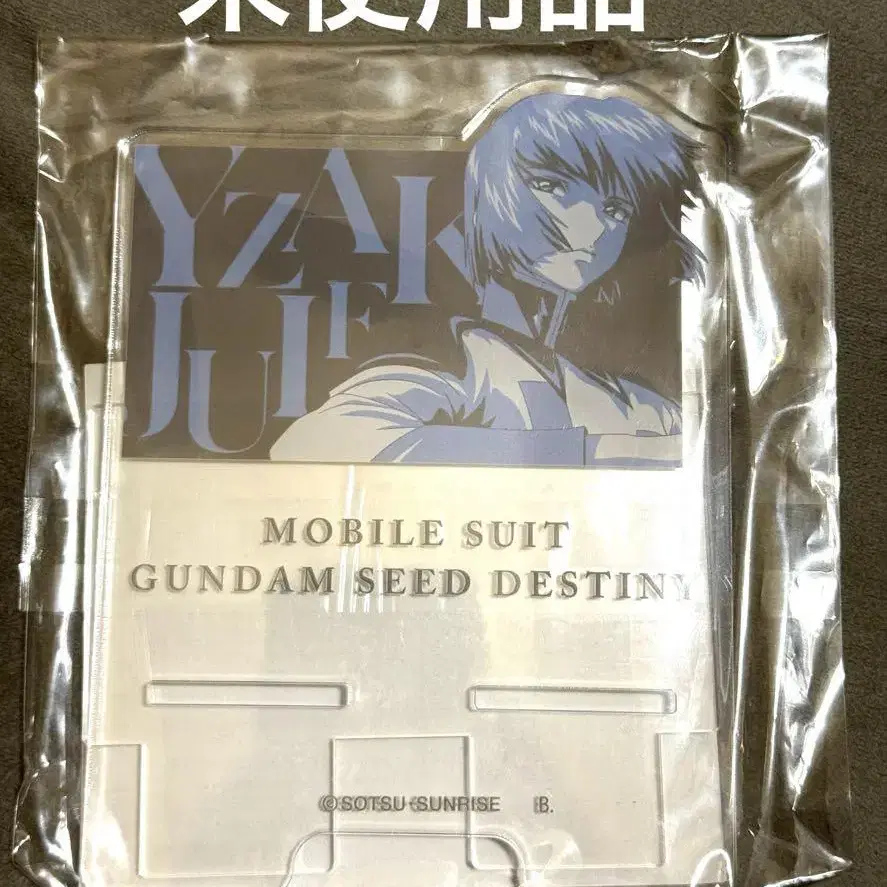 未使用品
YZAK
JULE
MOBILE SUIT
GUNDAM SEED DESTINY
©SOTSU·SUNRISE B.